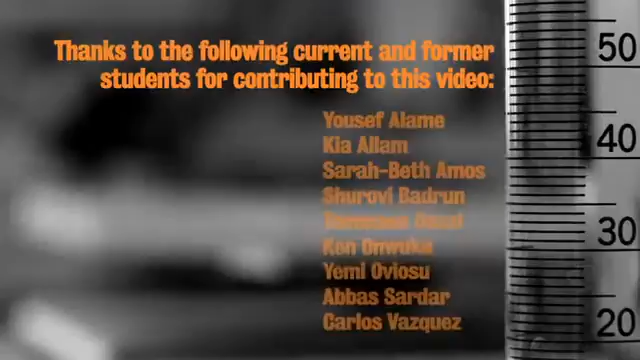 Thanks to the following current and former
students for contributing to this video:
Yousef Alame
Kia Allam
Sarah-Beth Amos
Shurovi Badrun
Ken Onwuka
Yemi Oviosu
Abbas Sardar
Carlos Vazquez
50
40
30
20